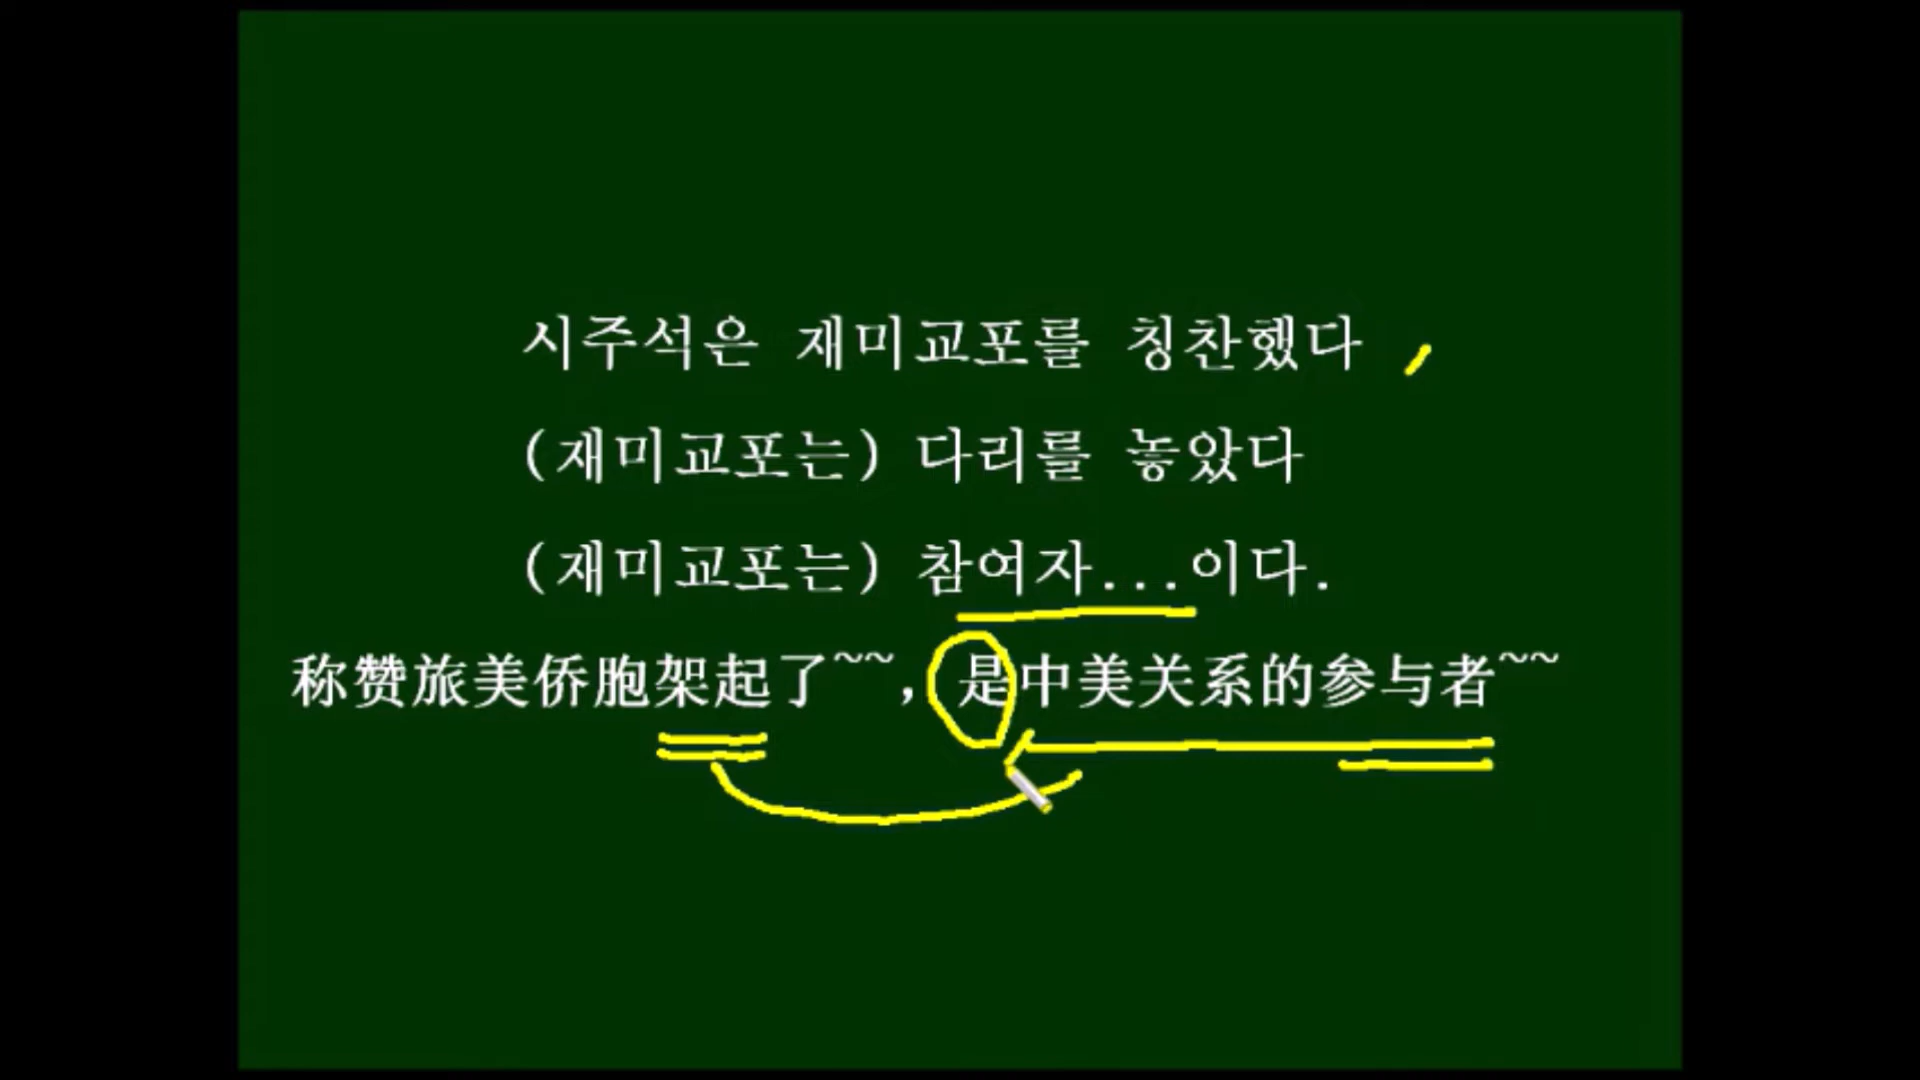 시주석은 재미교포를 칭찬했다
(재미교포는) 다리를 놓았다
(재미교포는) 참여자...이다.
称赞旅美侨胞架起了~~，是中美关系的参与者~~